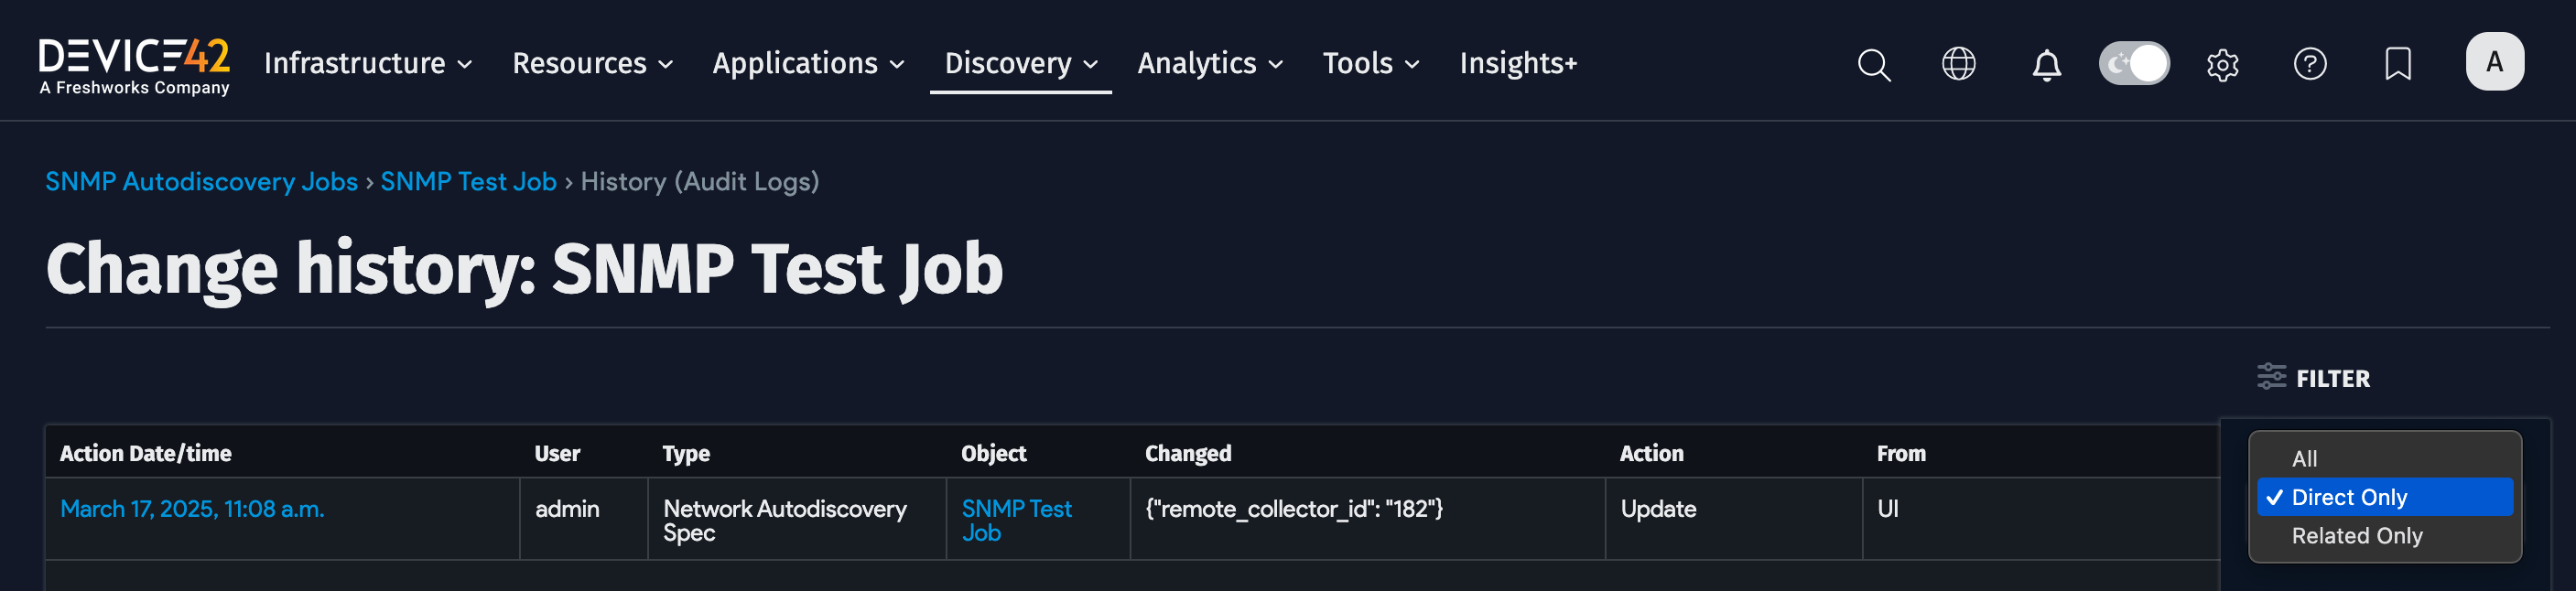 DEVICE42
A Freshworks Company
Infrastructure
Resources
Applications
Discovery
Analytics
Tools
Insights+
A
SNMP Autodiscovery Jobs › SNMP Test Job › History (Audit Logs)
Change history: SNMP Test Job
FILTER
Action Date/time User Type Object Changed Action From
March 17, 2025, 11:08 a.m. admin Network Autodiscovery SNMP Test {"remote_collector_id": "182"} Update UI
Spec Job
All
✓ Direct Only
Related Only